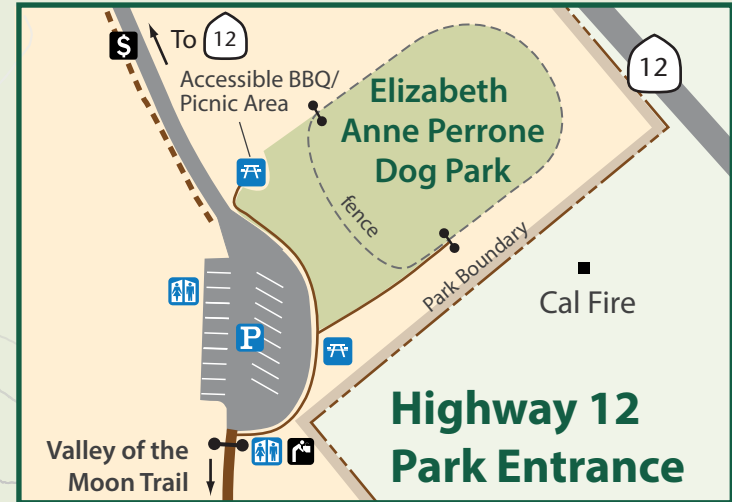 $
To 12
12
Accessible BBQ/
Picnic Area
Elizabeth
Anne Perrone
Dog Park
fence
Park Boundary
Cal Fire
P
Highway 12
Park Entrance
Valley of the
Moon Trail